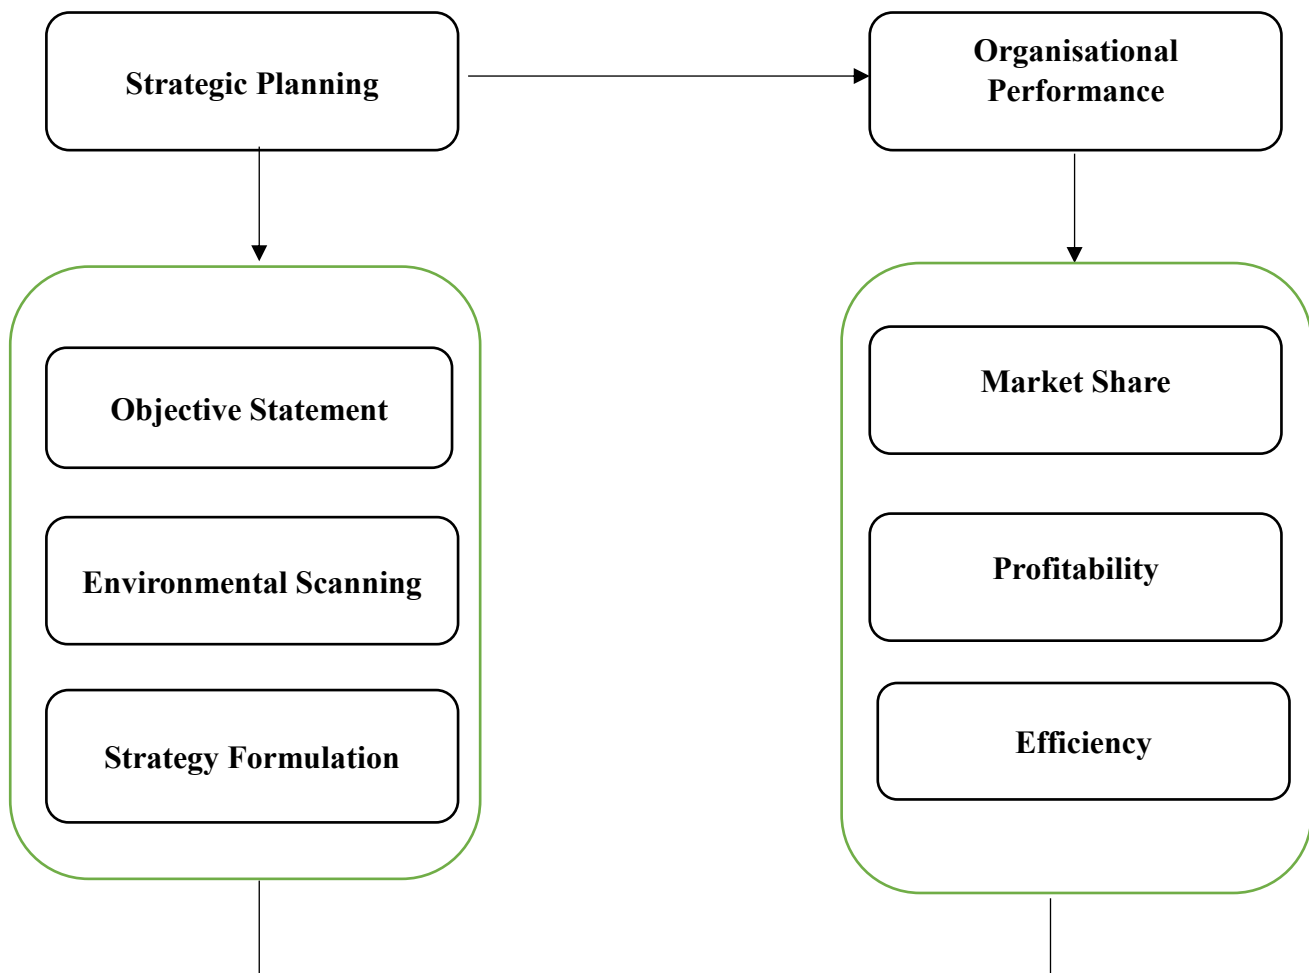 Strategic Planning
Organisational
Performance
Objective Statement
Environmental Scanning
Strategy Formulation
Market Share
Profitability
Efficiency